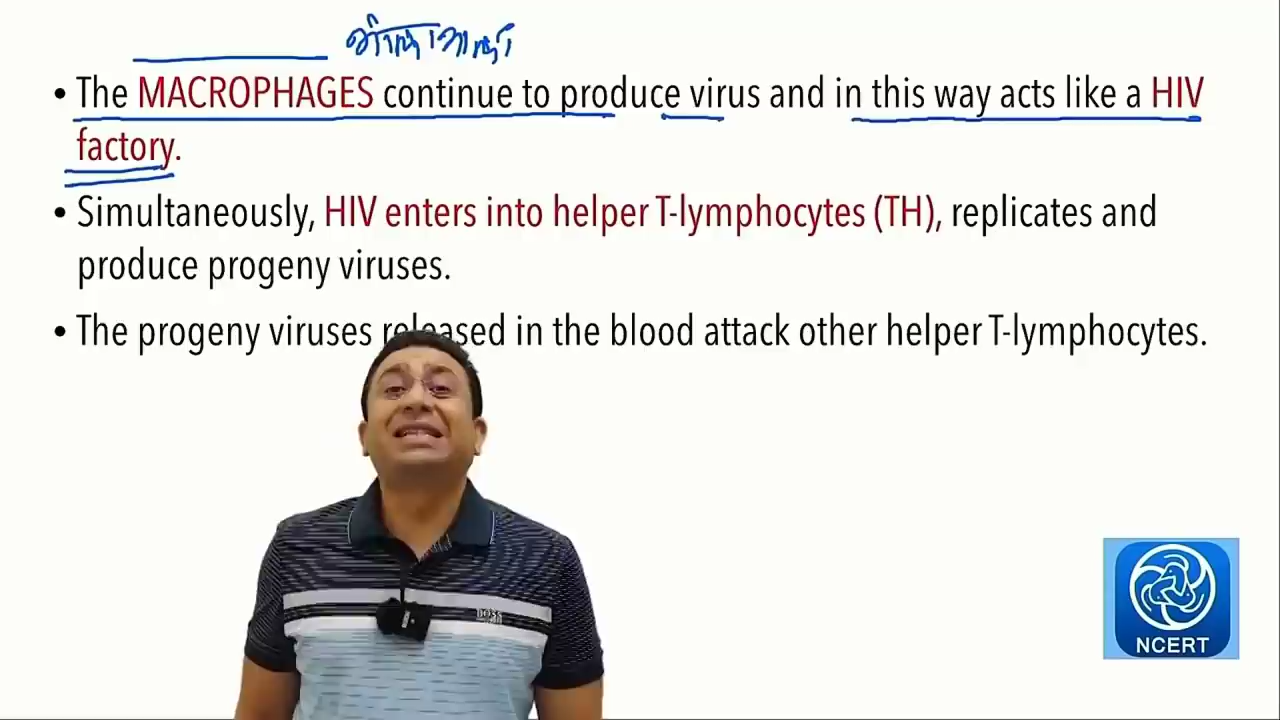 • The MACROPHAGES continue to produce virus and in this way acts like a HIV
factory.
• Simultaneously, HIV enters into helper T-lymphocytes (TH), replicates and
produce progeny viruses.
• The progeny viruses released in the blood attack other helper T-lymphocytes.
BOSS
NCERT